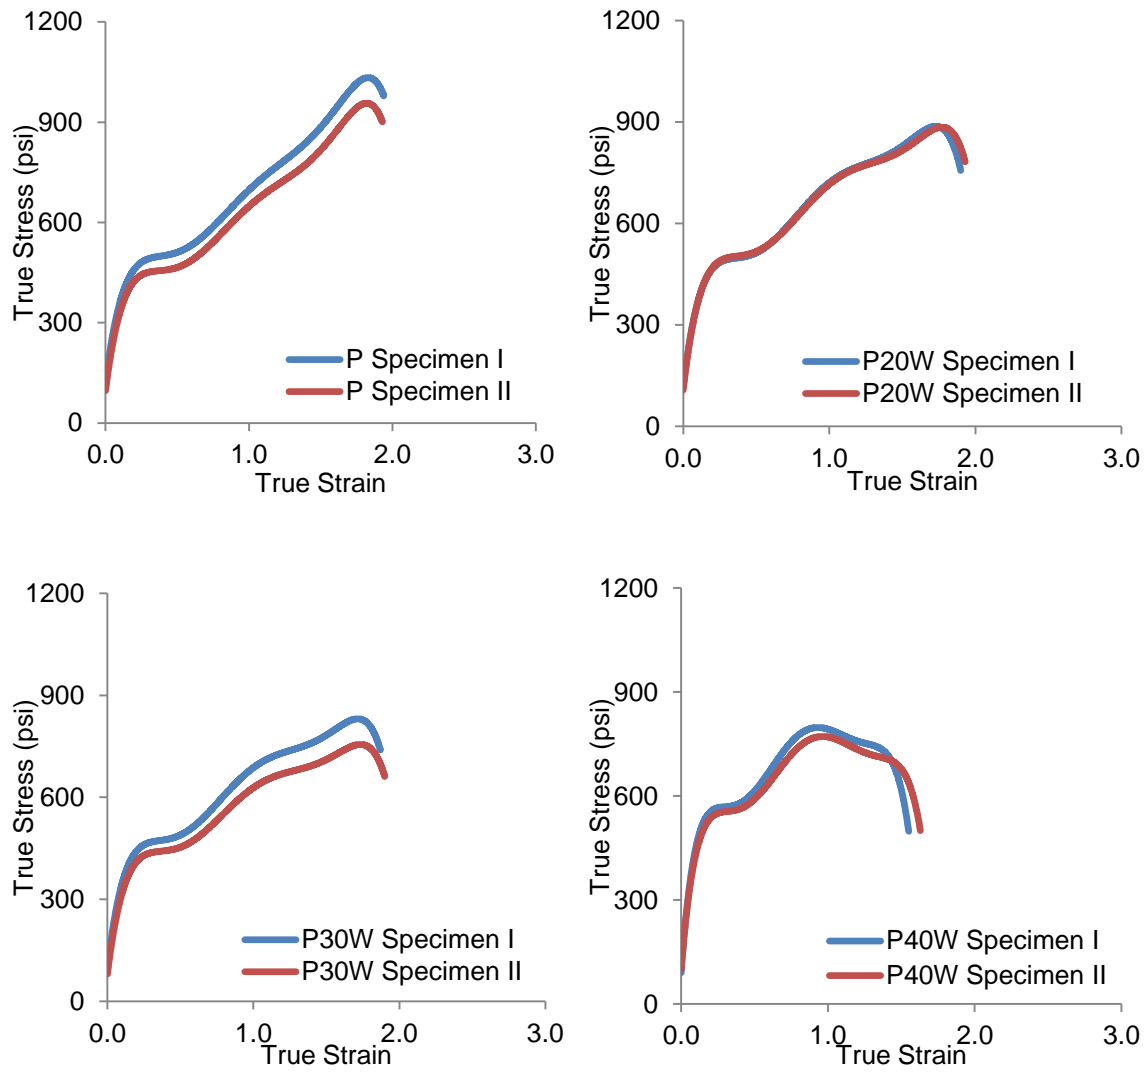 1200
900
600
300
0
True Stress (psi)
P Specimen I
P Specimen II
0.0 1.0 2.0 3.0
True Strain
1200
900
600
300
0
True Stress (psi)
P20W Specimen I
P20W Specimen II
0.0 1.0 2.0 3.0
True Strain
1200
900
600
300
0
True Stress (psi)
P30W Specimen I
P30W Specimen II
0.0 1.0 2.0 3.0
True Strain
1200
900
600
300
0
True Stress (psi)
P40W Specimen I
P40W Specimen II
0.0 1.0 2.0 3.0
True Strain